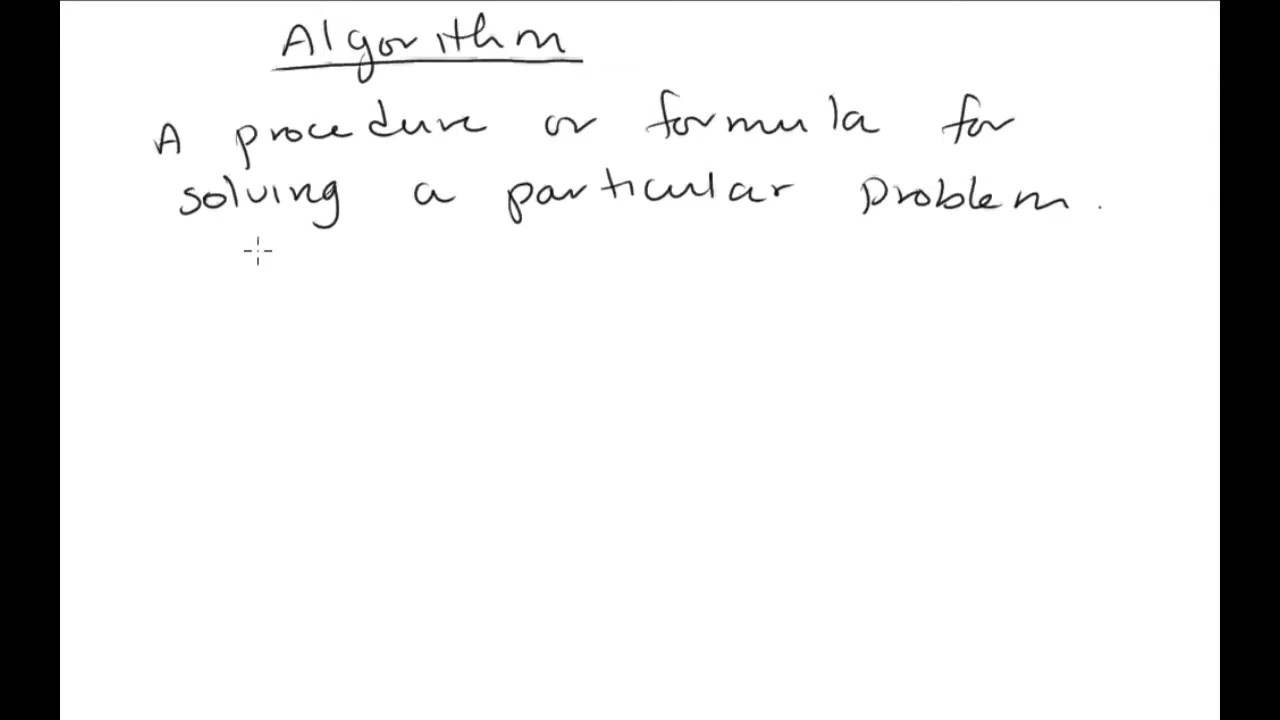 Algorithm
A procedure or formula for
solving a particular problem.